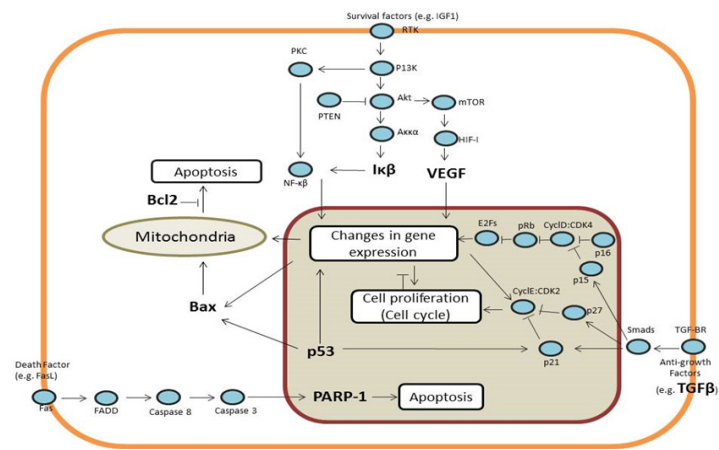 Survival factors (e.g. IGF1)
RTK
PKC
P13K
PTEN
Akt
mTOR
Aκκα
HIF-I
NF-κβ
Iκβ
VEGF
Apoptosis
Bcl2
Mitochondria
Changes in gene
expression
E2Fs
pRb
CyclD:CDK4
p16
p15
Cell proliferation
(Cell cycle)
CyclE:CDK2
p27
Bax
p53
p21
Smads
TGF-BR
Anti-growth
Factors
(e.g. TGFβ)
Death Factor
(e.g. FasL)
Fas
FADD
Caspase 8
Caspase 3
PARP-1
Apoptosis